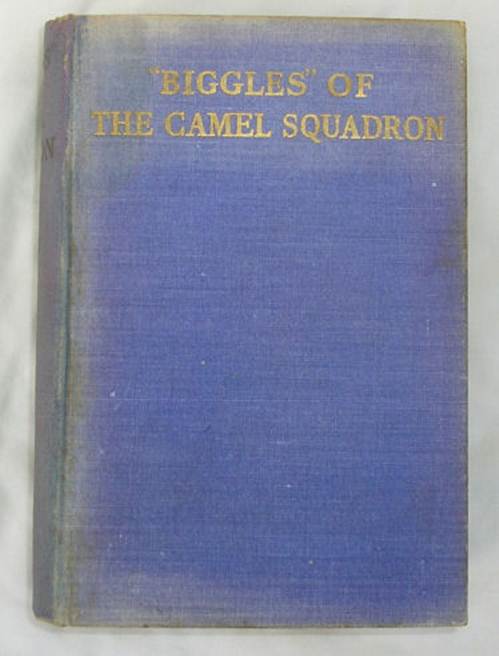 "BIGGLES" OF
THE CAMEL SQUADRON